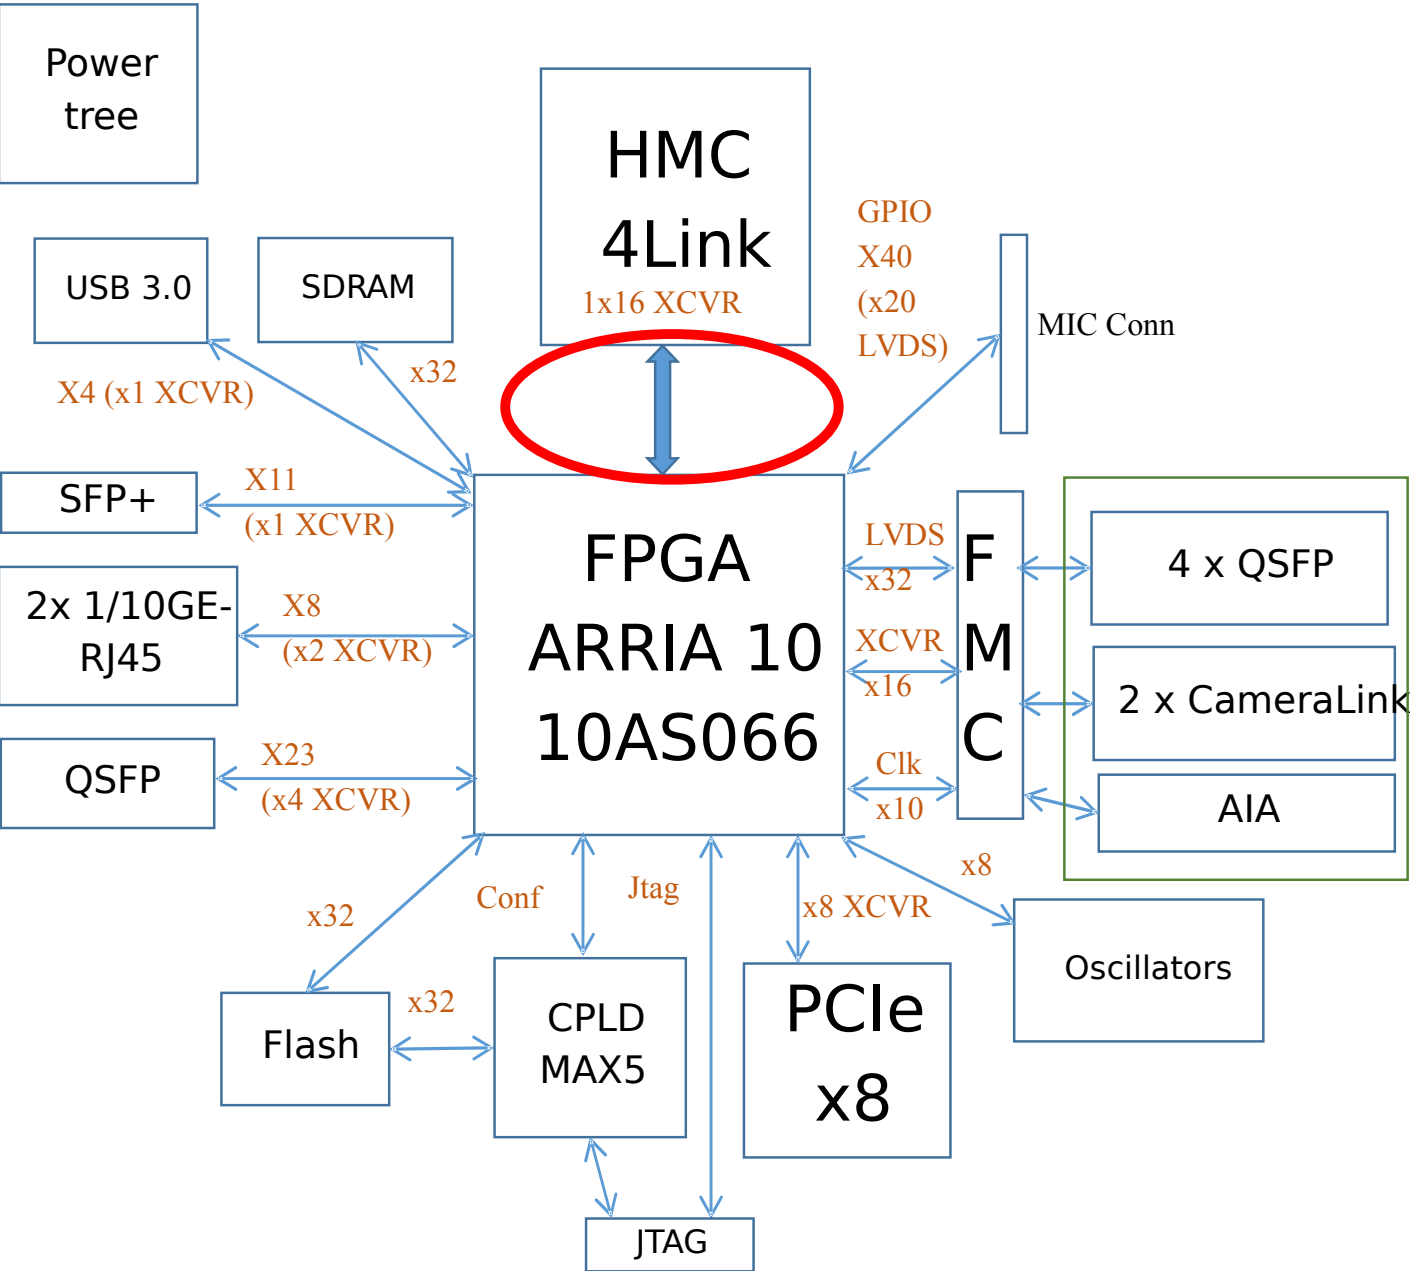 Power
tree
HMC
4Link
1x16 XCVR
GPIO
X40
(x20
LVDS)
MIC Conn
USB 3.0
SDRAM
X4 (x1 XCVR)
x32
SFP+
X11
(x1 XCVR)
2x 1/10GE-
RJ45
X8
(x2 XCVR)
QSFP
X23
(x4 XCVR)
FPGA
ARRIA 10
10AS066
LVDS
x32
XCVR
x16
Clk
x10
F
M
C
4 x QSFP
2 x CameraLink
AIA
x32
Conf
Jtag
x8 XCVR
x8
Oscillators
Flash
x32
CPLD
MAX5
PCIe
x8
JTAG